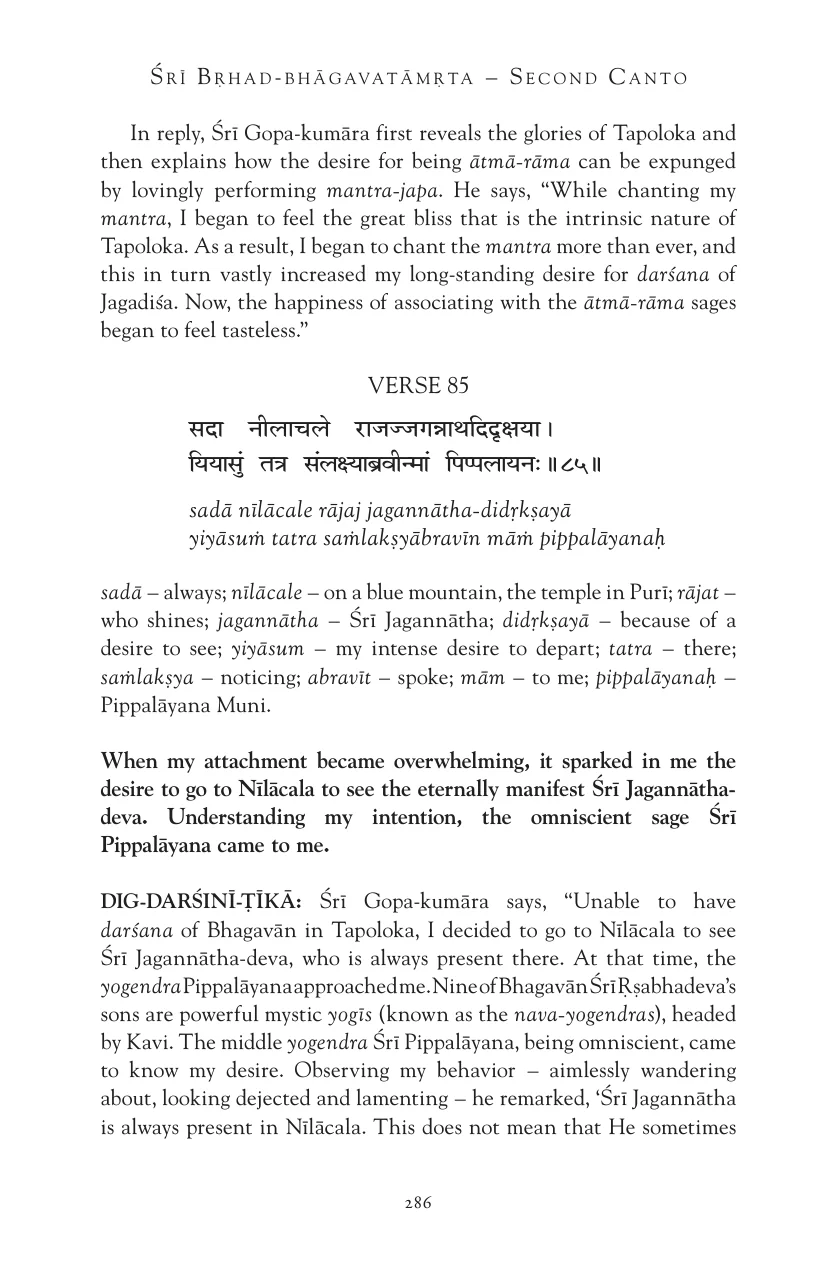 Śrī Bṛhad-bhāgavatāmṛta – Second Canto
In reply, Śrī Gopa-kumāra first reveals the glories of Tapoloka and
then explains how the desire for being ātmā-rāma can be expunged
by lovingly performing mantra-japa. He says, “While chanting my
mantra, I began to feel the great bliss that is the intrinsic nature of
Tapoloka. As a result, I began to chant the mantra more than ever, and
this in turn vastly increased my long-standing desire for darśana of
Jagadiśa. Now, the happiness of associating with the ātmā-rāma sages
began to feel tasteless.”
VERSE 85
सदा नीलाचले राजज्जगन्नाथदिदृक्षया।
यियासुं तत्र संलक्ष्याब्रवीन्मां पिप्पलायनः॥८५॥
sadā nīlācale rājaj jagannātha-didṛkṣayā
yiyāsuṁ tatra saṁlakṣyābravīn māṁ pippalāyanaḥ
sadā – always; nīlācale – on a blue mountain, the temple in Purī; rājat –
who shines; jagannātha – Śrī Jagannātha; didṛkṣayā – because of a
desire to see; yiyāsum – my intense desire to depart; tatra – there;
saṁlakṣya – noticing; abravīt – spoke; mām – to me; pippalāyanaḥ –
Pippalāyana Muni.
When my attachment became overwhelming, it sparked in me the
desire to go to Nīlācala to see the eternally manifest Śrī Jagannātha-
deva. Understanding my intention, the omniscient sage Śrī
Pippalāyana came to me.
DIG-DARŚINĪ-ṬĪKĀ: Śrī Gopa-kumāra says, “Unable to have
darśana of Bhagavān in Tapoloka, I decided to go to Nīlācala to see
Śrī Jagannātha-deva, who is always present there. At that time, the
yogendra Pippalāyana approached me. Nine of Bhagavān Śrī Ṛṣabhadeva’s
sons are powerful mystic yogīs (known as the nava-yogendras), headed
by Kavi. The middle yogendra Śrī Pippalāyana, being omniscient, came
to know my desire. Observing my behavior – aimlessly wandering
about, looking dejected and lamenting – he remarked, ‘Śrī Jagannātha
is always present in Nīlācala. This does not mean that He sometimes
286